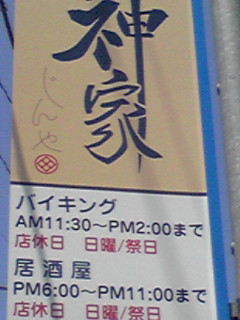 神家
じんや
バイキング
AM11:30～PM2:00まで
店休日 日曜/祭日
居酒屋
PM6:00～PM11:00まで
店休日 日曜/祭日